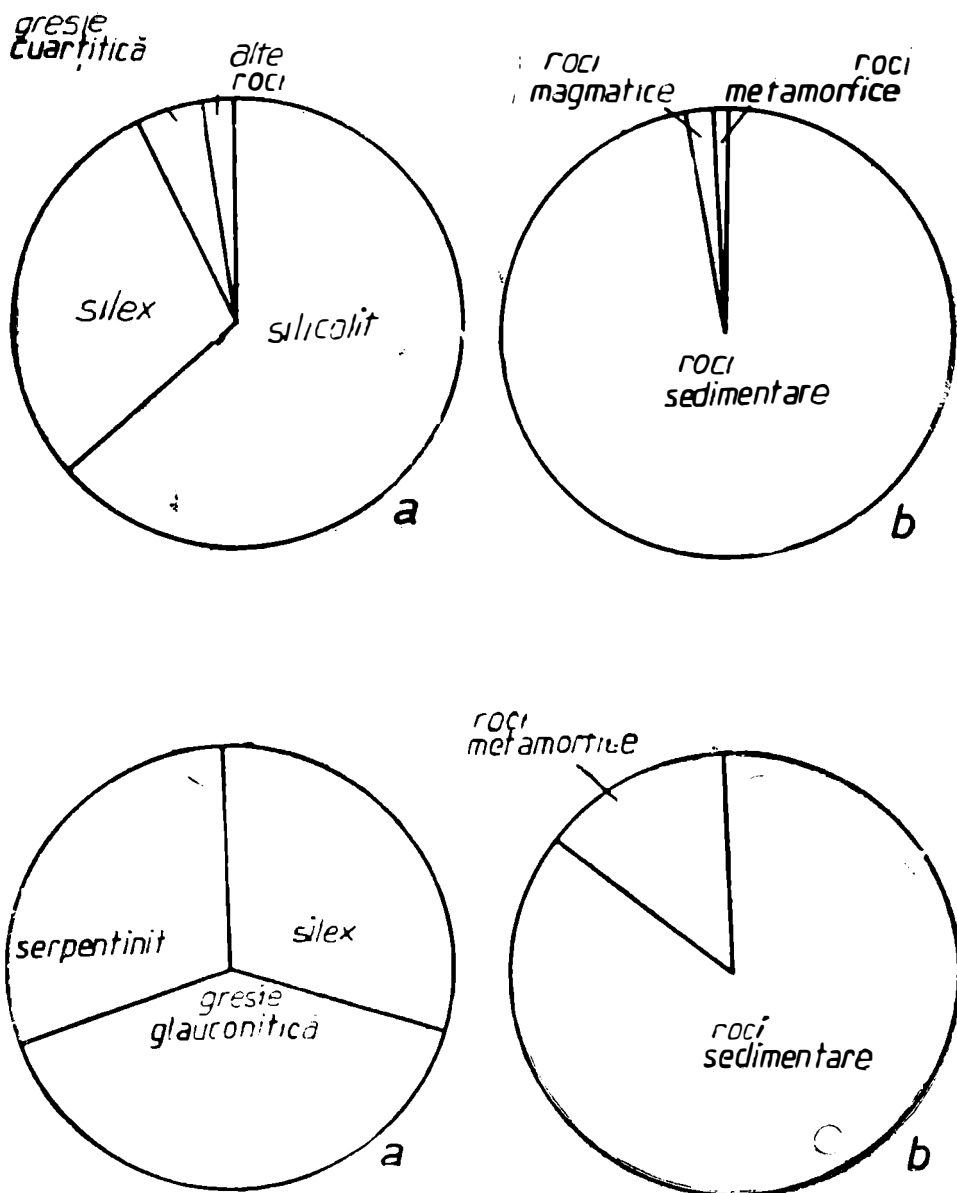 gresie
cuarțitică
alte
roci
silex
silicolit
a
roci
magmatice
roci
metamorfice
roci
sedimentare
b
serpentinit
silex
gresie
glauconitică
a
roci
metamorfice
roci
sedimentare
b